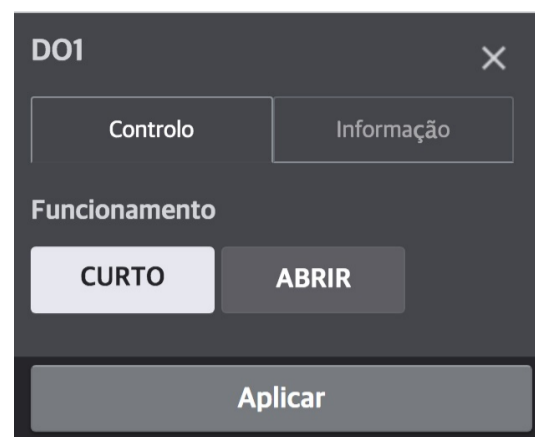 DO1
Controlo Informação
Funcionamento
CURTO ABRIR
Aplicar